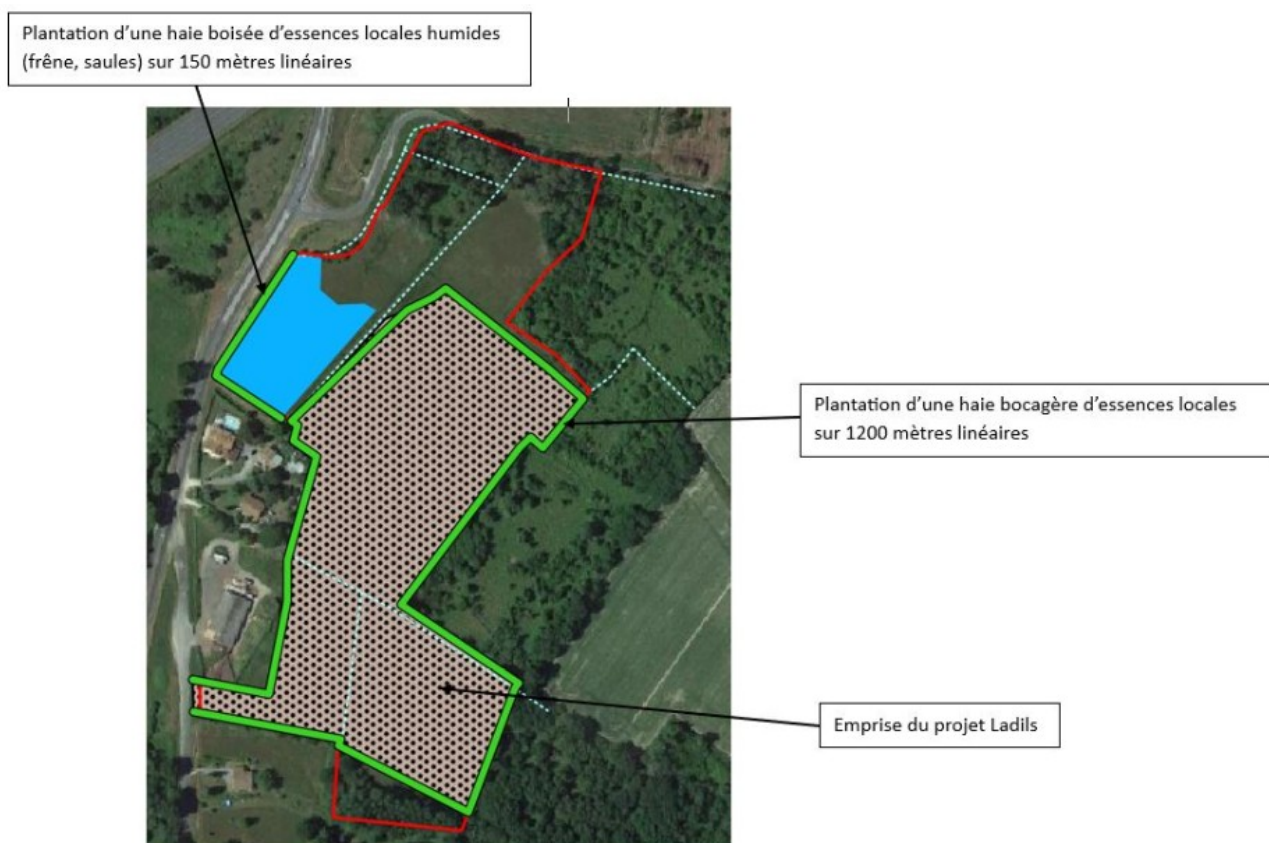 Plantation d'une haie boisée d'essences locales humides
(frêne, saules) sur 150 mètres linéaires
Plantation d'une haie bocagère d'essences locales
sur 1200 mètres linéaires
Emprise du projet Ladils